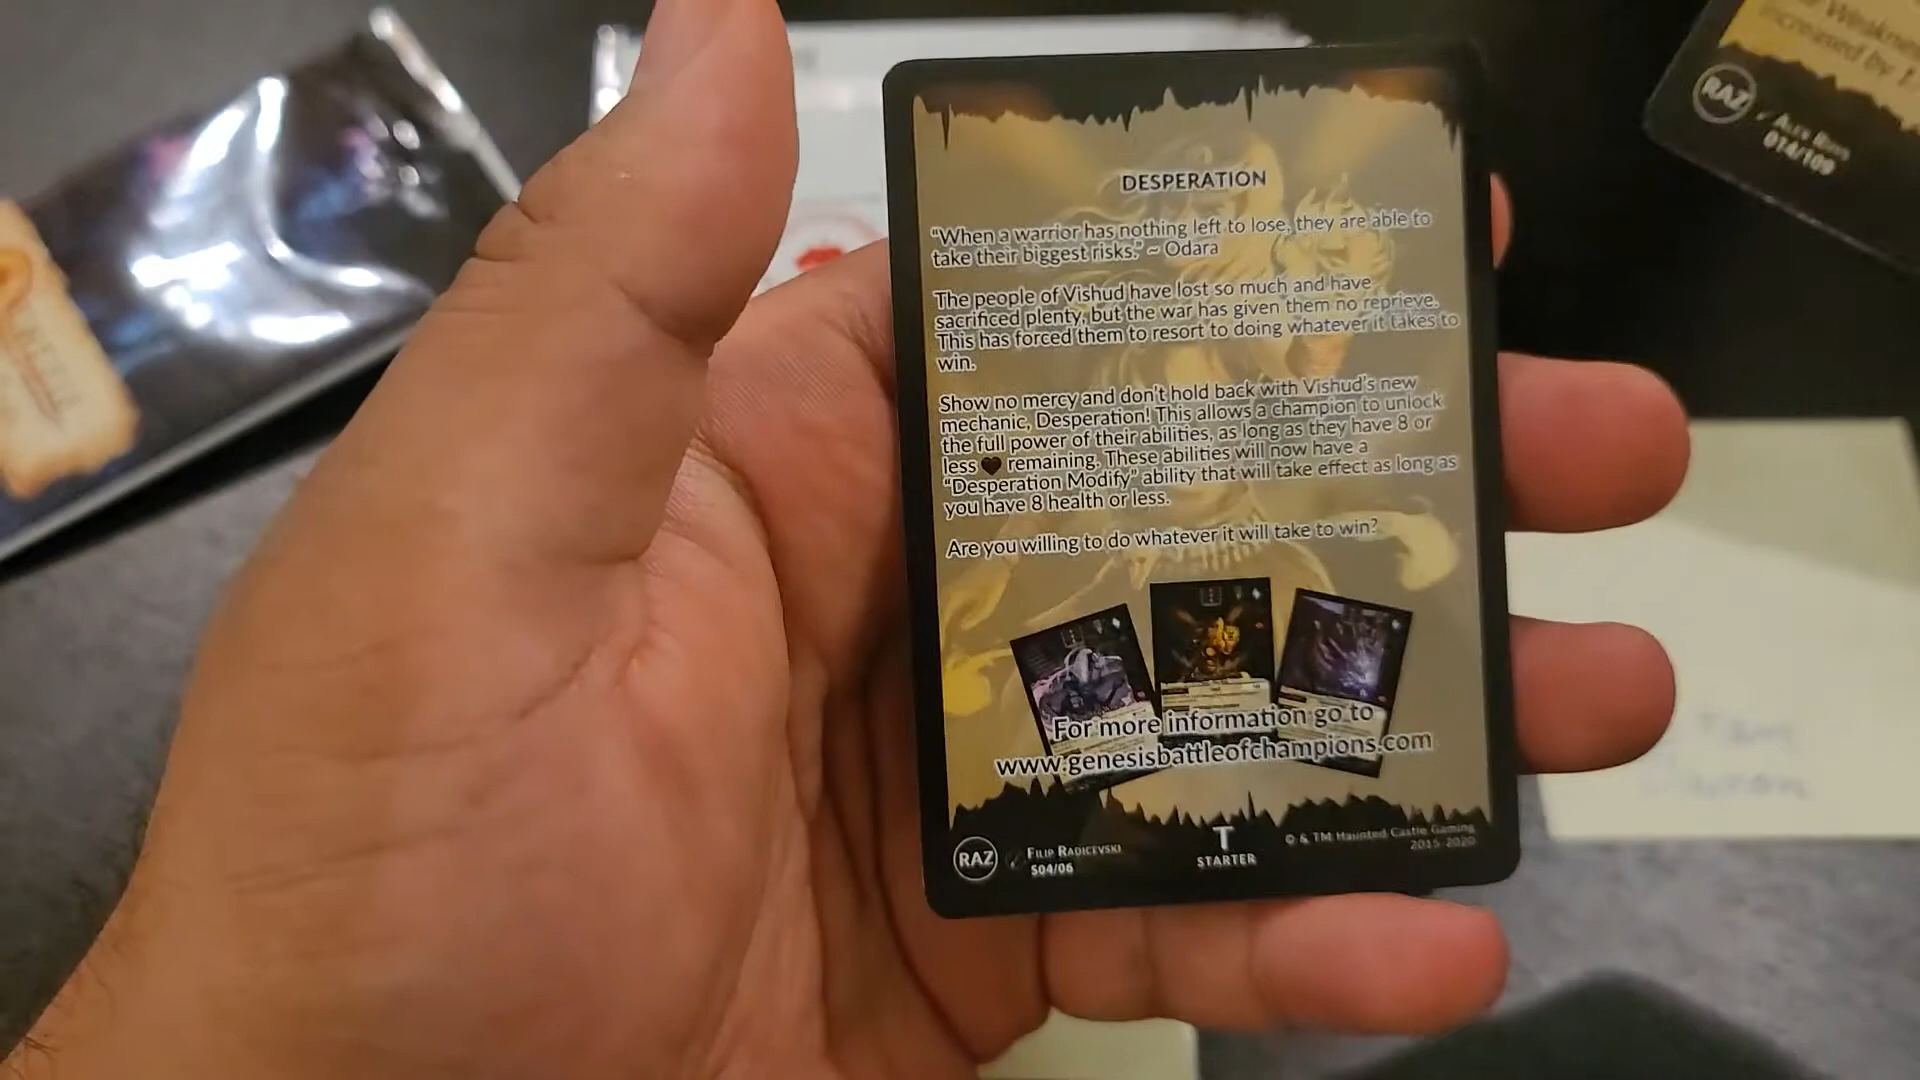 DESPERATION
"When a warrior has nothing left to lose, they are able to
take their biggest risks." ~ Odara
The people of Vishud have lost so much and have
sacrificed plenty, but the war has given them no reprieve.
This has forced them to resort to doing whatever it takes to
win.
Show no mercy and don't hold back with Vishud's new
mechanic, Desperation! This allows a champion to unlock
the full power of their abilities, as long as they have 8 or
less ♥ remaining. These abilities will now have a
"Desperation Modify" ability that will take effect as long as
you have 8 health or less.
Are you willing to do whatever it will take to win?
For more information go to
www.genesisbattleofchampions.com
RAZ
FILIP RADICEVSKI
S04/06
T
STARTER
© & TM Haunted Castle Gaming
2015-2020
Weakness
increased by 1
RAZ
014/109